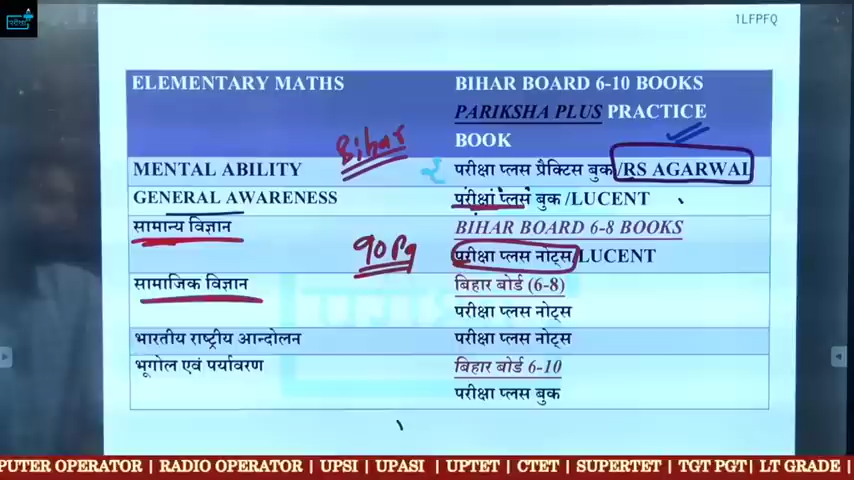 परीक्षा
1LFPFQ
ELEMENTARY MATHS BIHAR BOARD 6-10 BOOKS
PARIKSHA PLUS PRACTICE
BOOK
Bihar
MENTAL ABILITY परीक्षा प्लस प्रैक्टिस बुक /RS AGARWAL
GENERAL AWARENESS परीक्षा प्लस बुक /LUCENT
सामान्य विज्ञान BIHAR BOARD 6-8 BOOKS
90 Pg परीक्षा प्लस नोट्स/LUCENT
सामाजिक विज्ञान बिहार बोर्ड (6-8)
परीक्षा प्लस नोट्स
भारतीय राष्ट्रीय आन्दोलन परीक्षा प्लस नोट्स
भूगोल एवं पर्यावरण बिहार बोर्ड 6-10
परीक्षा प्लस बुक
PUTER OPERATOR | RADIO OPERATOR | UPSI | UPASI | UPTET | CTET | SUPERTET | TGT PGT| LT GRADE |